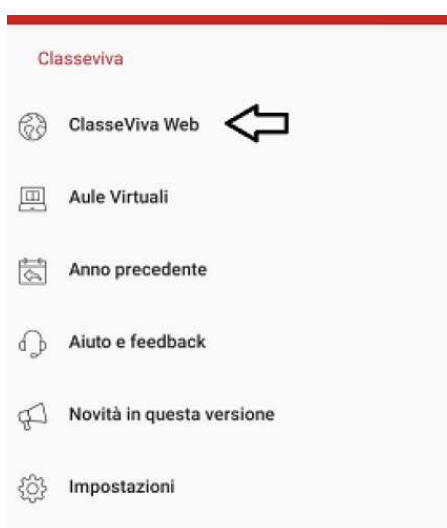 Classeviva
ClasseViva Web
Aule Virtuali
Anno precedente
Aiuto e feedback
Novità in questa versione
Impostazioni